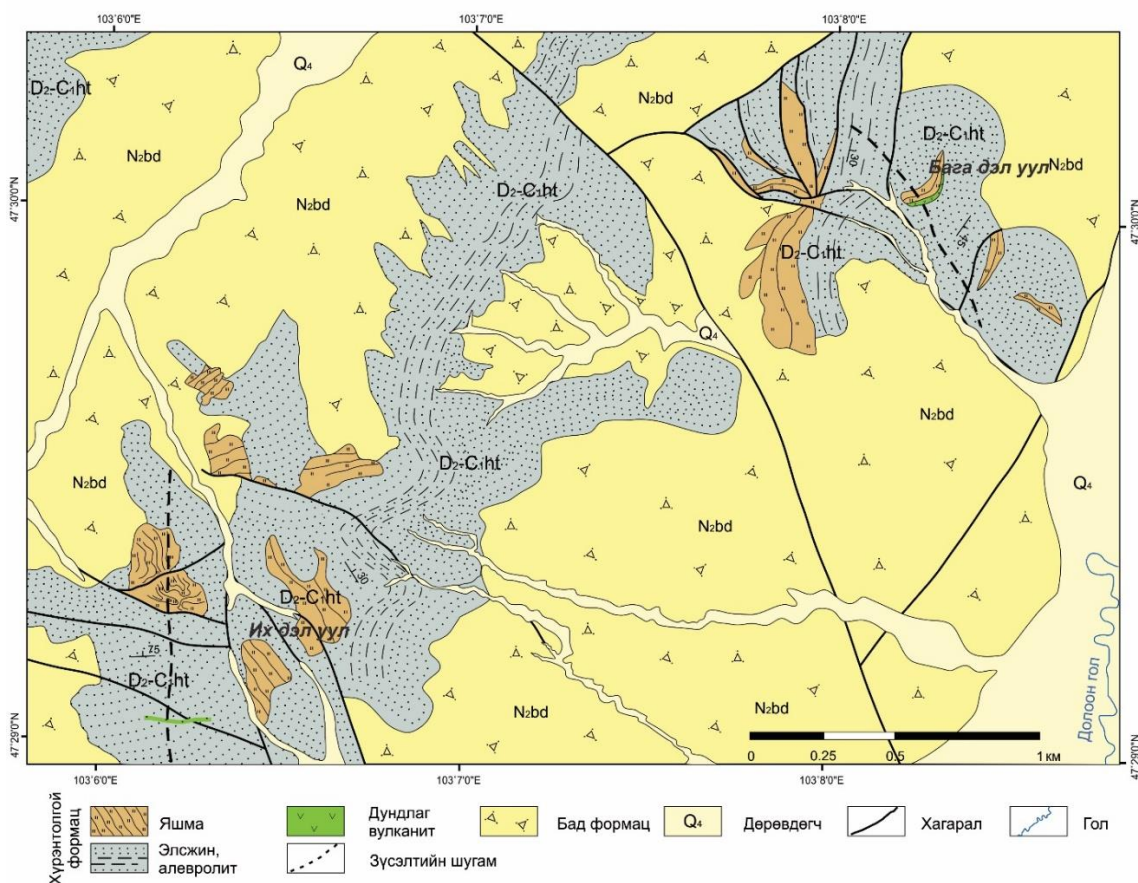 103°6'0"E 103°7'0"E 103°8'0"E
Q4
D2-C1ht
N2bd
D2-C1ht
N2bd
Бага дэл уул
N2bd
D2-C1ht
N2bd
N2bd
47°30'0"N
47°30'0"N
30
75
D2-C1ht
Q4
N2bd
D2-C1ht
N2bd
Q4
N2bd
30
D2-C1ht
Их дэл уул
75
D2-C1ht
N2bd
N2bd
Долоон гол
47°29'0"N
47°29'0"N
0 0.25 0.5 1 км
103°6'0"E 103°7'0"E 103°8'0"E
Хүрэнтолгой формац
Яшма
Дундлаг вулканит
Бад формац
Q4
Дөрөвдөгч
Хагарал
Гол
Элсжин, алевролит
Зүсэлтийн шугам